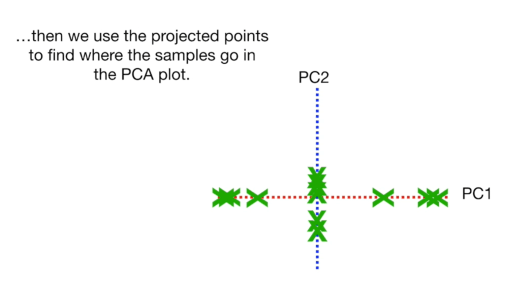 …then we use the projected points
to find where the samples go in
the PCA plot.
PC2
PC1